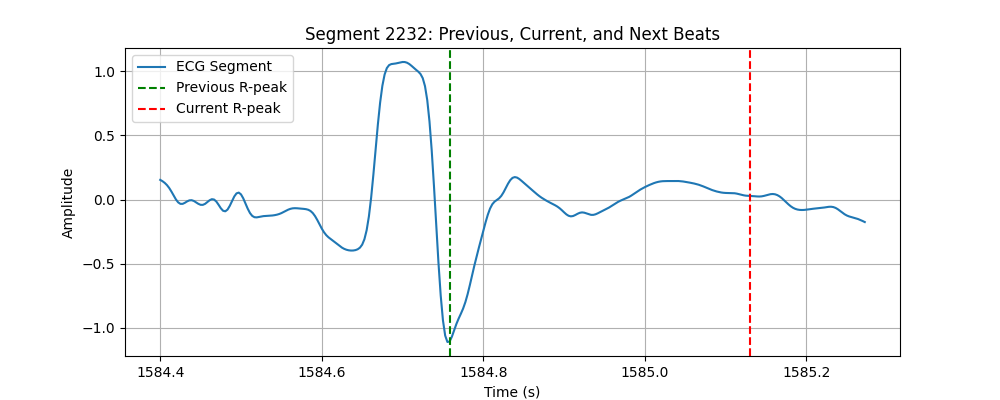 Segment 2232: Previous, Current, and Next Beats
ECG Segment
Previous R-peak
Current R-peak
1.0
0.5
0.0
−0.5
−1.0
Amplitude
1584.4 1584.6 1584.8 1585.0 1585.2
Time (s)